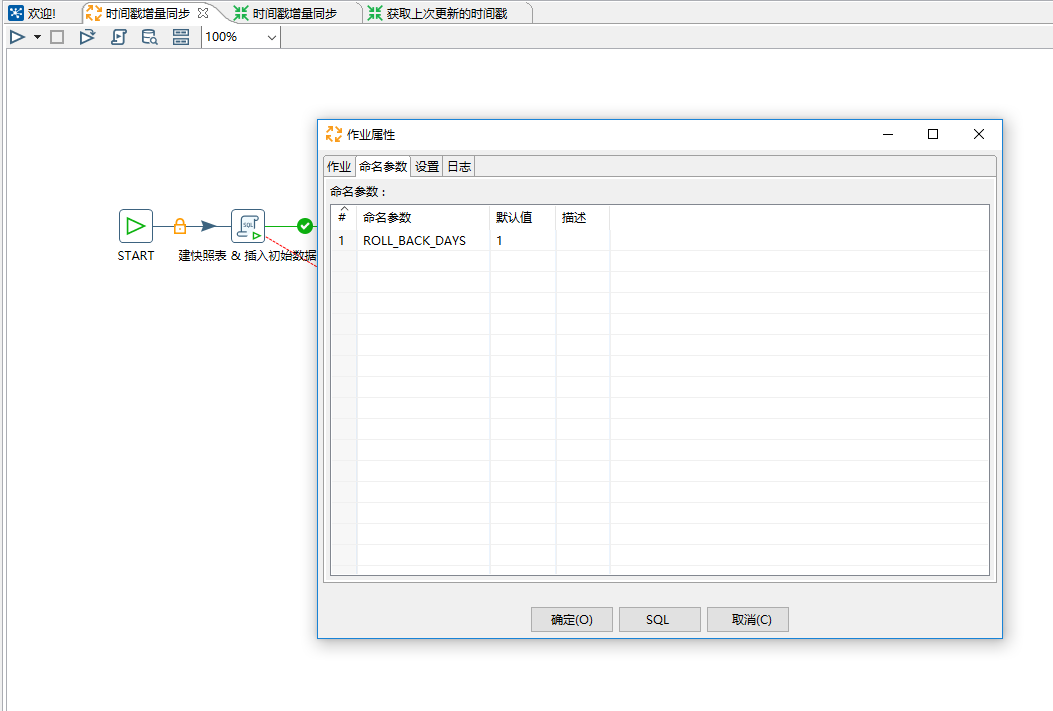 欢迎! 时间戳增量同步 时间戳增量同步 获取上次更新的时间戳
100%
作业属性
作业 命名参数 设置 日志
命名参数：
# 命名参数 默认值 描述
1 ROLL_BACK_DAYS 1
SQL
START 建快照表 & 插入初始数据
确定(O) SQL 取消(C)